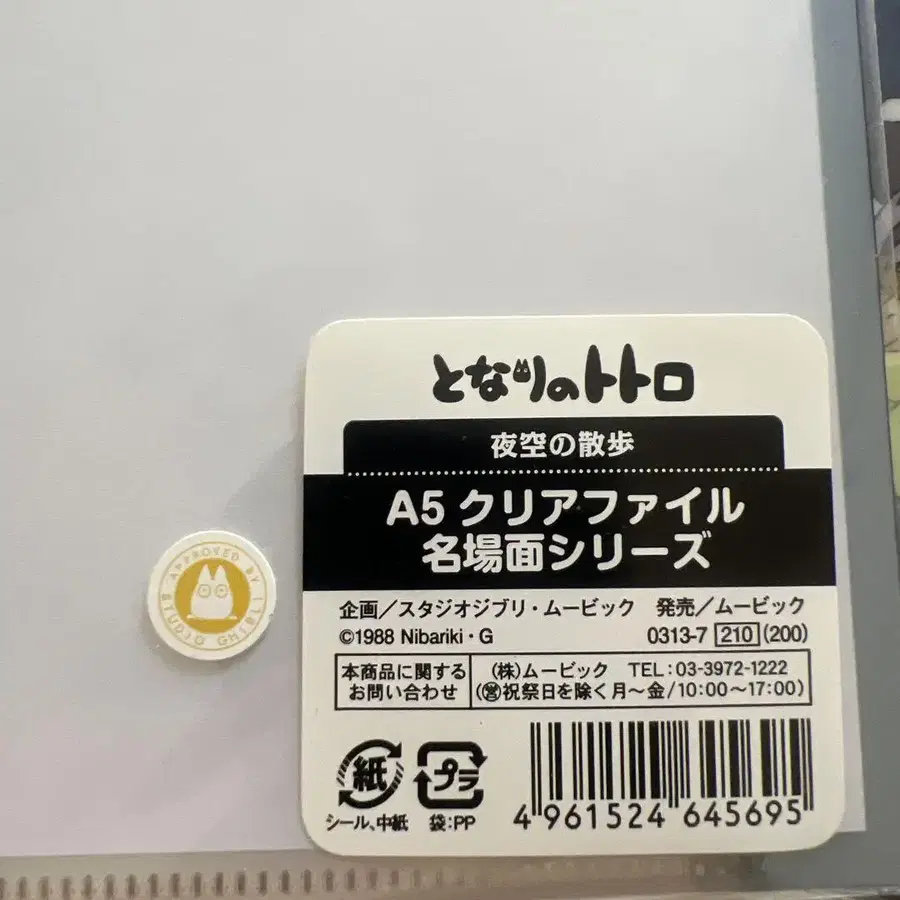 となりのトトロ
夜空の散歩
A5 クリアファイル
名場面シリーズ
企画/スタジオジブリ・ムービック 発売/ムービック
©1988 Nibariki・G 0313-7 210 (200)
本商品に関する
お問い合わせ
(株)ムービック TEL:03-3972-1222
(営祝祭日を除く月~金/10:00~17:00)
紙
シール、中紙
プラ
袋:PP
4 961524 645695
APPROVED BY
STUDIO GHIBLI